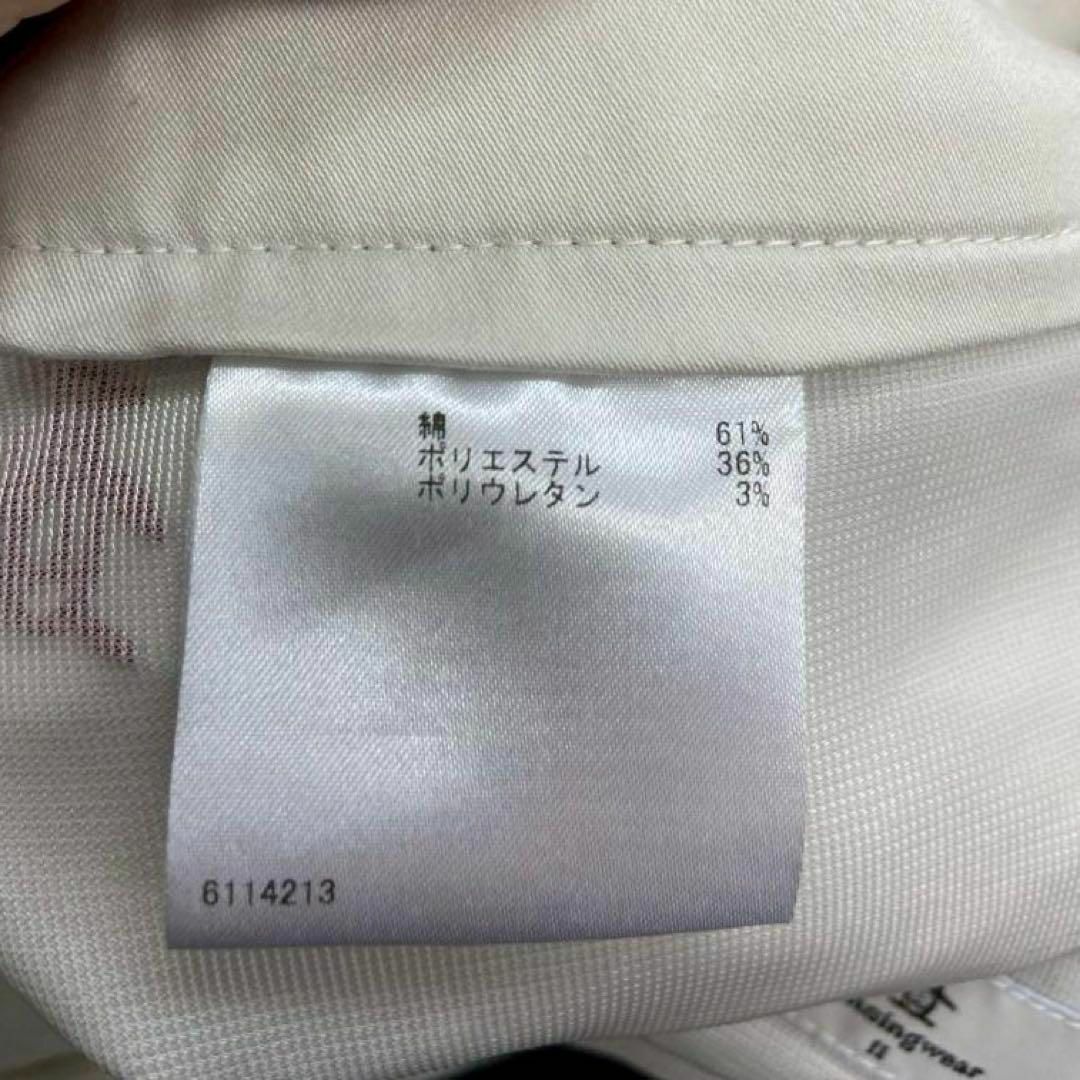 綿 61%
ポリエステル 36%
ポリウレタン 3%
6114213